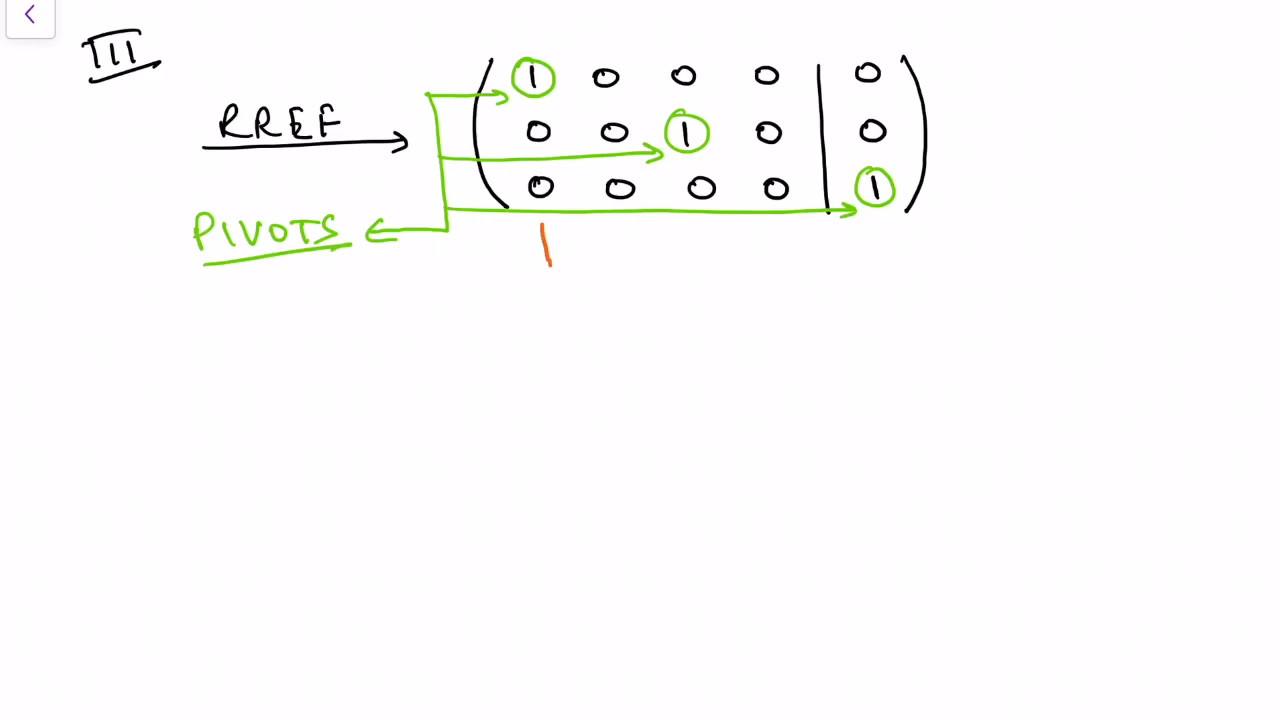 III
RREF
1 0 0 0 | 0
0 0 1 0 | 0
0 0 0 0 | 1
PIVOTS